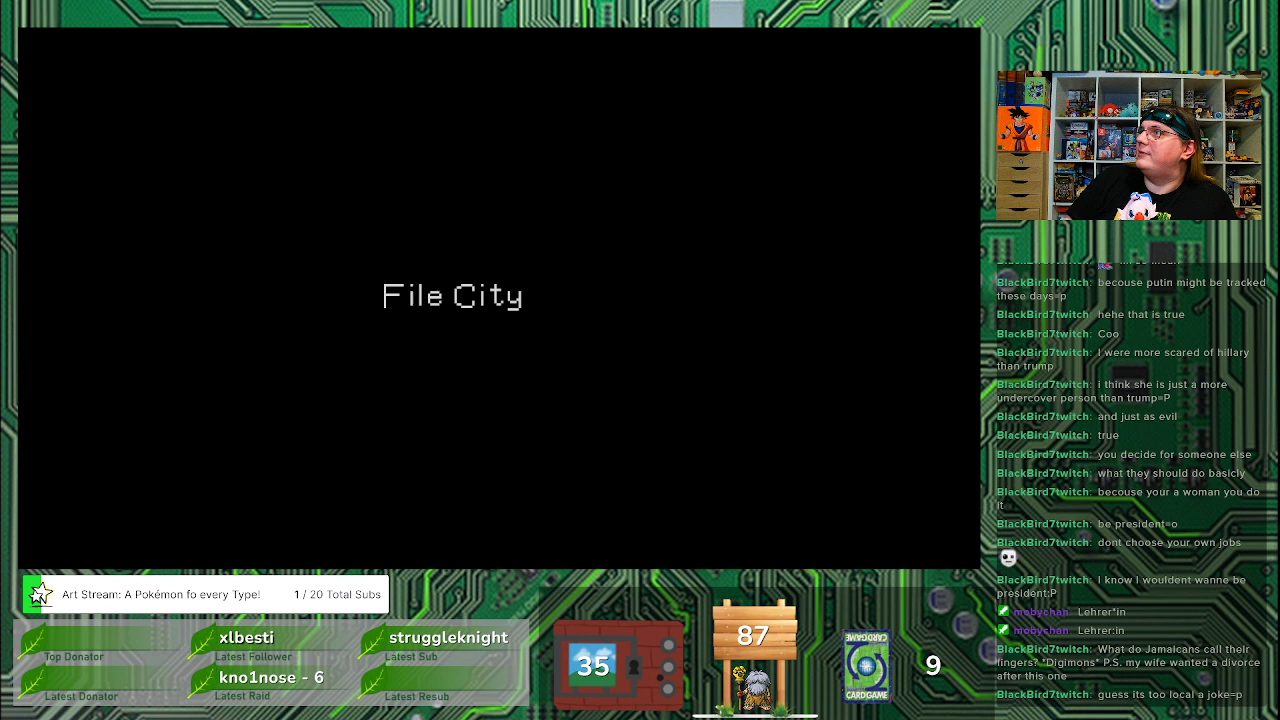 File City
BlackBird7twitch: becouse putin might be tracked
these days=p
BlackBird7twitch: hehe that is true
BlackBird7twitch: Coo
BlackBird7twitch: I were more scared of hillary
than trump
BlackBird7twitch: i think she is just a more
undercover person than trump=P
BlackBird7twitch: and just as evil
BlackBird7twitch: true
BlackBird7twitch: you decide for someone else
BlackBird7twitch: what they should do basicly
BlackBird7twitch: becouse your a woman you do
it
BlackBird7twitch: be president=o
BlackBird7twitch: dont choose your own jobs
BlackBird7twitch: I know I wouldent wanne be
president:P
mobychan: Lehrer*in
mobychan: Lehrer:in
BlackBird7twitch: What do Jamaicans call their
fingers? "Digimons" P.S. my wife wanted a divorce
after this one
BlackBird7twitch: guess its too local a joke=p
Art Stream: A Pokémon fo every Type! 1 / 20 Total Subs
Top Donator
xlbesti
Latest Follower
struggleknight
Latest Sub
Latest Donator
kno1nose - 6
Latest Raid
Latest Resub
35
87
CARDGAME
CARDGAME
9